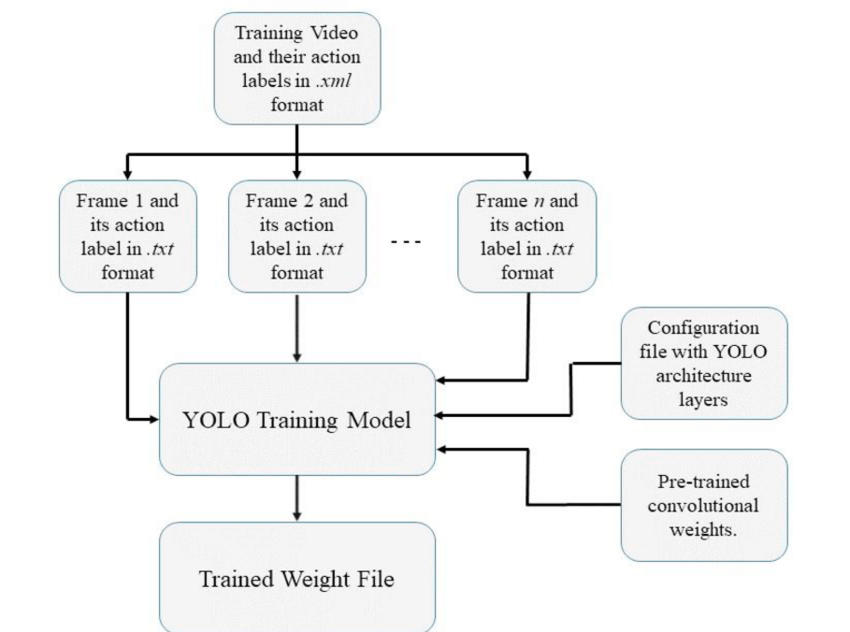 Training Video
and their action
labels in .xml
format
Frame 1 and
its action
label in .txt
format
Frame 2 and
its action
label in .txt
format
- - -
Frame n and
its action
label in .txt
format
Configuration
file with YOLO
architecture
layers
YOLO Training Model
Pre-trained
convolutional
weights.
Trained Weight File